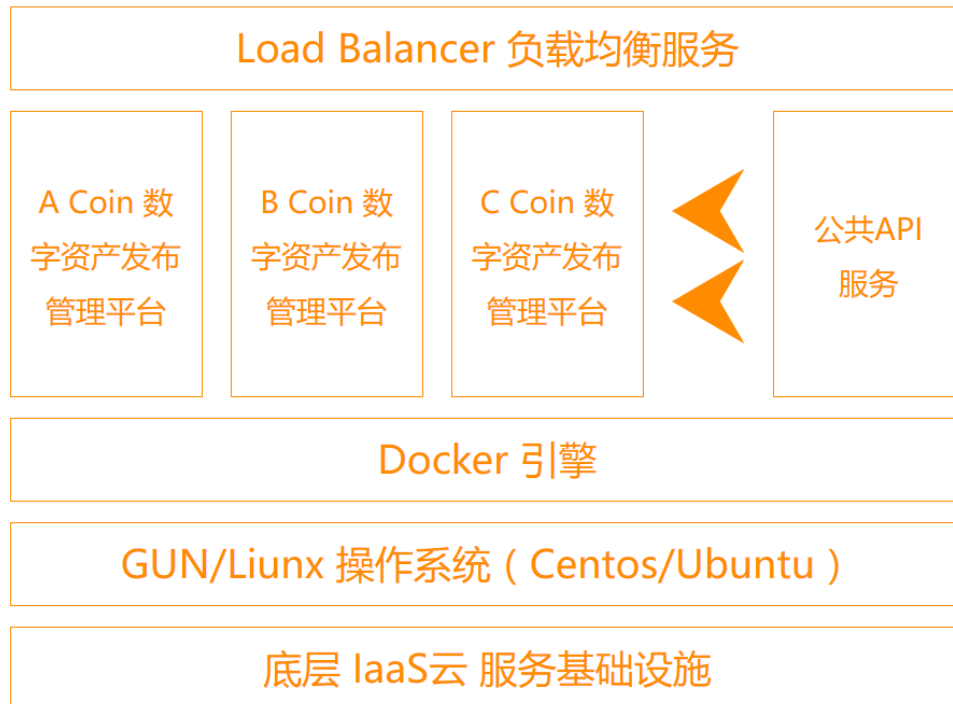 Load Balancer 负载均衡服务
A Coin 数
字资产发布
管理平台
B Coin 数
字资产发布
管理平台
C Coin 数
字资产发布
管理平台
公共API
服务
Docker 引擎
GUN/Liunx 操作系统（Centos/Ubuntu）
底层 IaaS云 服务基础设施